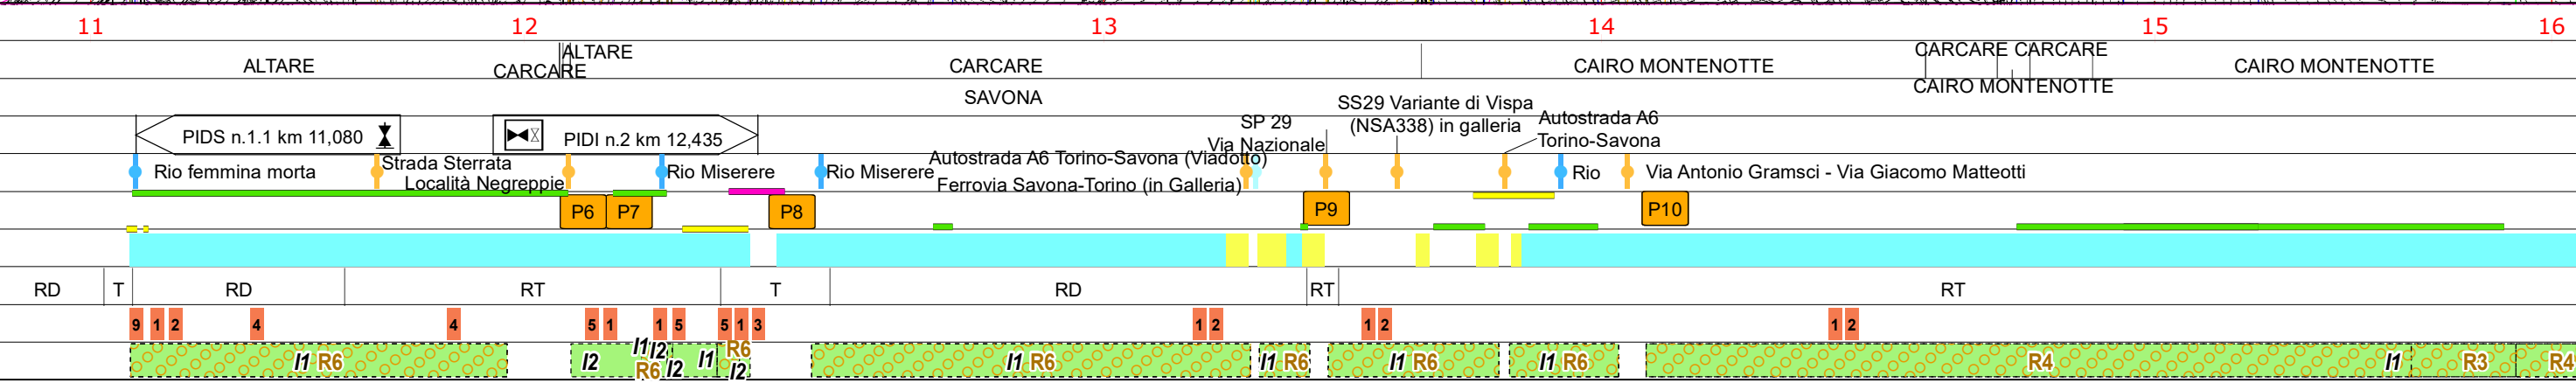 11 12 13 14 15 16
ALTARE CARCARE ALTARE CARCARE CAIRO MONTENOTTE CARCARE CARCARE CAIRO MONTENOTTE
CAIRO MONTENOTTE
SAVONA
PIDS n.1.1 km 11,080
PIDI n.2 km 12,435
SP 29
Via Nazionale
SS29 Variante di Vispa
(NSA338) in galleria
Autostrada A6
Torino-Savona
Rio femmina morta
Strada Sterrata
Località Negreppie
Rio Miserere
Rio Miserere
Autostrada A6 Torino-Savona (Viadotto)
Ferrovia Savona-Torino (in Galleria)
Rio
Via Antonio Gramsci - Via Giacomo Matteotti
P6 P7 P8 P9 P10
RD T RD RT T RD RT RT
9 1 2 4 4 5 1 1 5 5 1 3 1 2 1 2 1 2
I1 R6 I2 I1 R6 I2 I2 I1 R6 I2 I1 R6 I1 R6 I1 R6 I1 R6 R4 I1 R3 R4